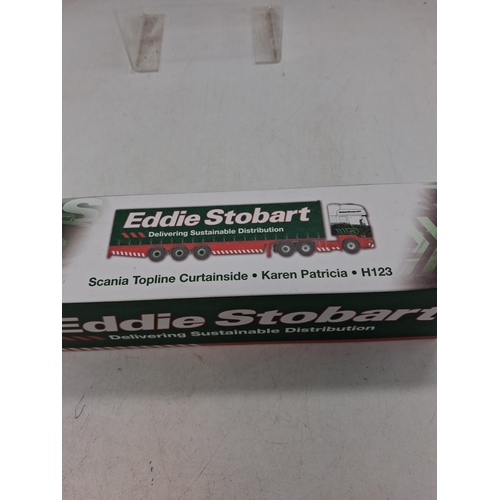 Eddie Stobart
Delivering Sustainable Distribution
Scania Topline Curtainside • Karen Patricia • H123
Eddie Stobart
Delivering Sustainable Distribution